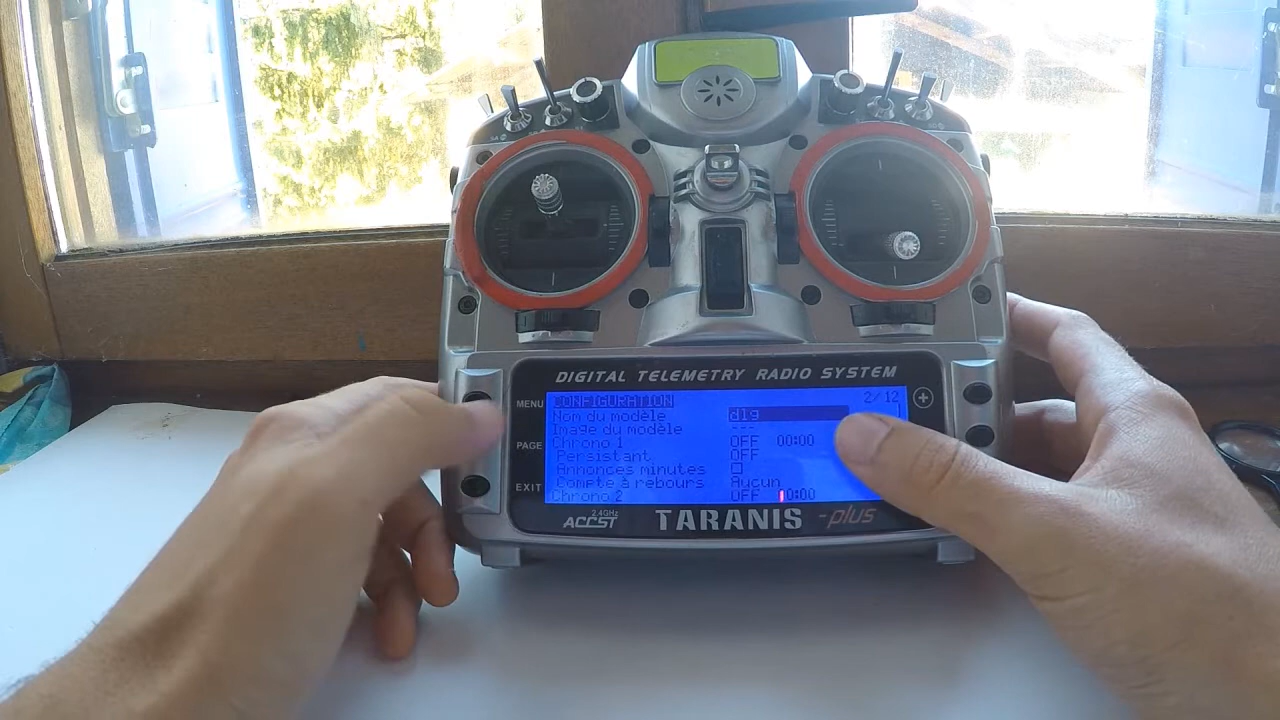 DIGITAL TELEMETRY RADIO SYSTEM
MENU
PAGE
EXIT
CONFIGURATION 2/12
Nom du modèle dig
Image du modèle ---
Chrono 1 OFF 00:00
Persistant OFF
Annonces minutes
Compte à rebours Aucun
Chrono 2 OFF 00:00
2.4GHz
ACCST
TARANIS -plus